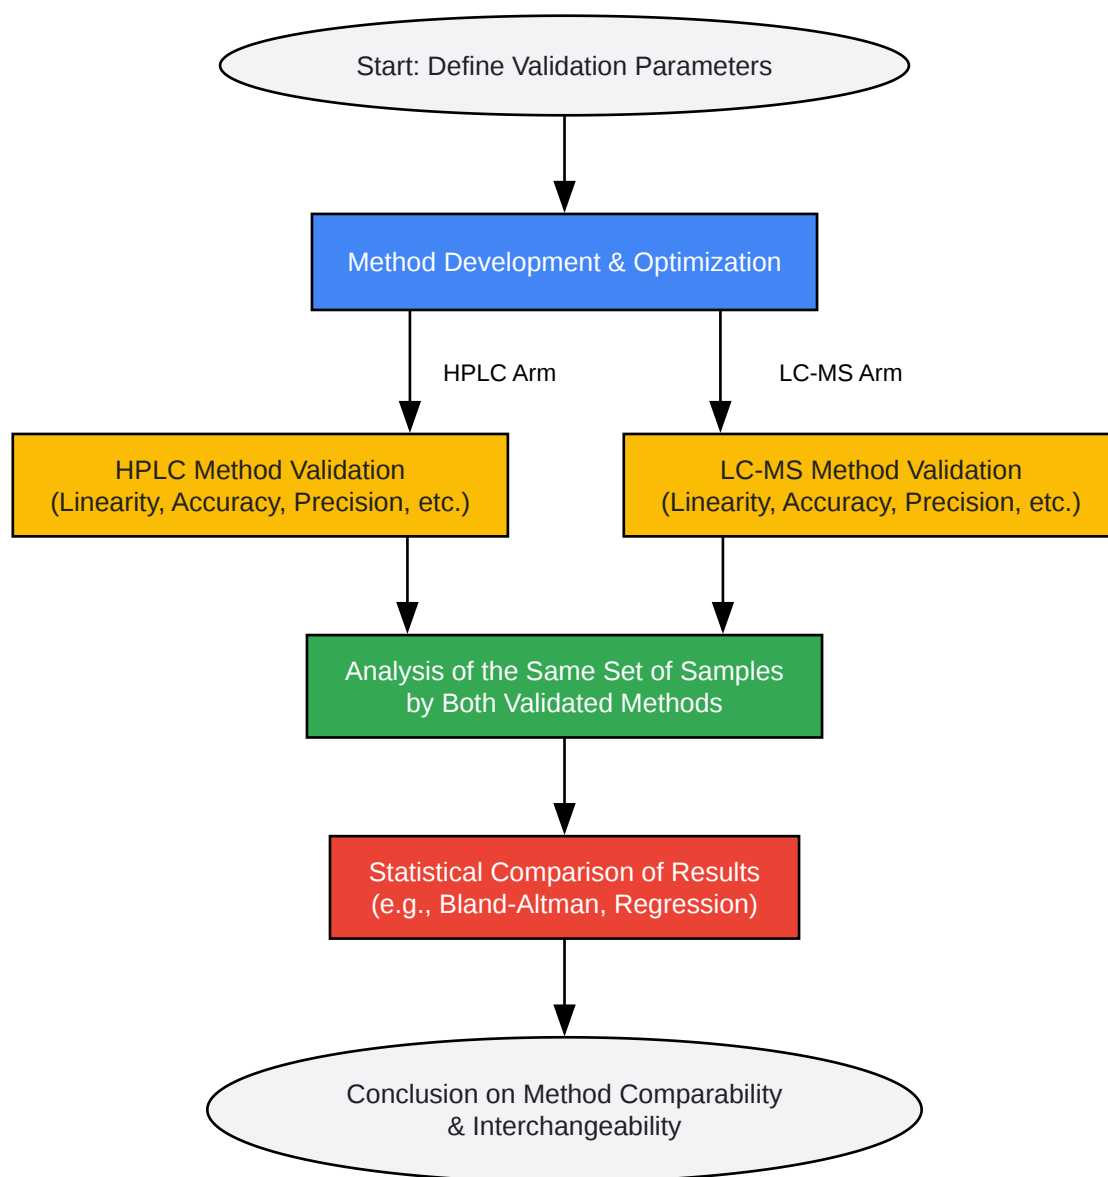 Start: Define Validation Parameters
Method Development & Optimization
HPLC Arm
LC-MS Arm
HPLC Method Validation
(Linearity, Accuracy, Precision, etc.)
LC-MS Method Validation
(Linearity, Accuracy, Precision, etc.)
Analysis of the Same Set of Samples
by Both Validated Methods
Statistical Comparison of Results
(e.g., Bland-Altman, Regression)
Conclusion on Method Comparability
& Interchangeability